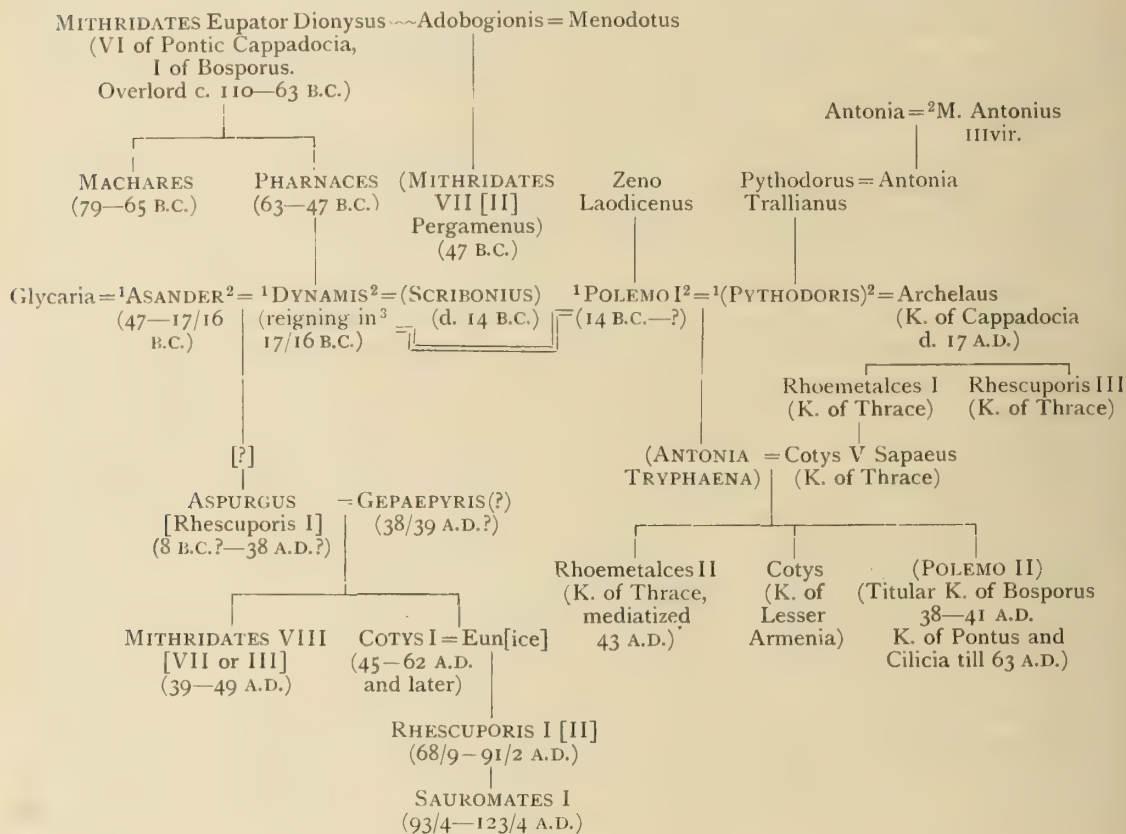 MITHRIDATES Eupator Dionysus ~~ Adobogionis = Menodotus
(VI of Pontic Cappadocia,
I of Bosporus.
Overlord c. 110—63 B.C.)
Antonia = ²M. Antonius
IIIvir.
MACHARES PHARNACES (MITHRIDATES Zeno Pythodorus = Antonia
(79—65 B.C.) (63—47 B.C.) VII [II] Laodicenus Trallianus
Pergamenus)
(47 B.C.)
Glycaria = ¹ASANDER² = ¹DYNAMIS² = (SCRIBONIUS) ¹POLEMO I² = ¹(PYTHODORIS)² = Archelaus
(47—17/16 (reigning in³ (d. 14 B.C.) = (14 B.C.—?) (K. of Cappadocia
B.C.) 17/16 B.C.) d. 17 A.D.)
Rhoemetalces I Rhescuporis III
(K. of Thrace) (K. of Thrace)
[?] (ANTONIA = Cotys V Sapaeus
TRYPHAENA) (K. of Thrace)
ASPURGUS = GEPAEPYRIS (?)
[Rhescuporis I] (38/39 A.D.?)
(8 B.C.?—38 A.D.?)
Rhoemetalces II Cotys (POLEMO II)
(K. of Thrace, (K. of (Titular K. of Bosporus
mediatized Lesser 38—41 A.D.
43 A.D.) Armenia) K. of Pontus and
Cilicia till 63 A.D.)
MITHRIDATES VIII COTYS I = Eun[ice]
[VII or III] (45—62 A.D.
(39—49 A.D.) and later)
RHESCUPORIS I [II]
(68/9—91/2 A.D.)
SAUROMATES I
(93/4—123/4 A.D.)